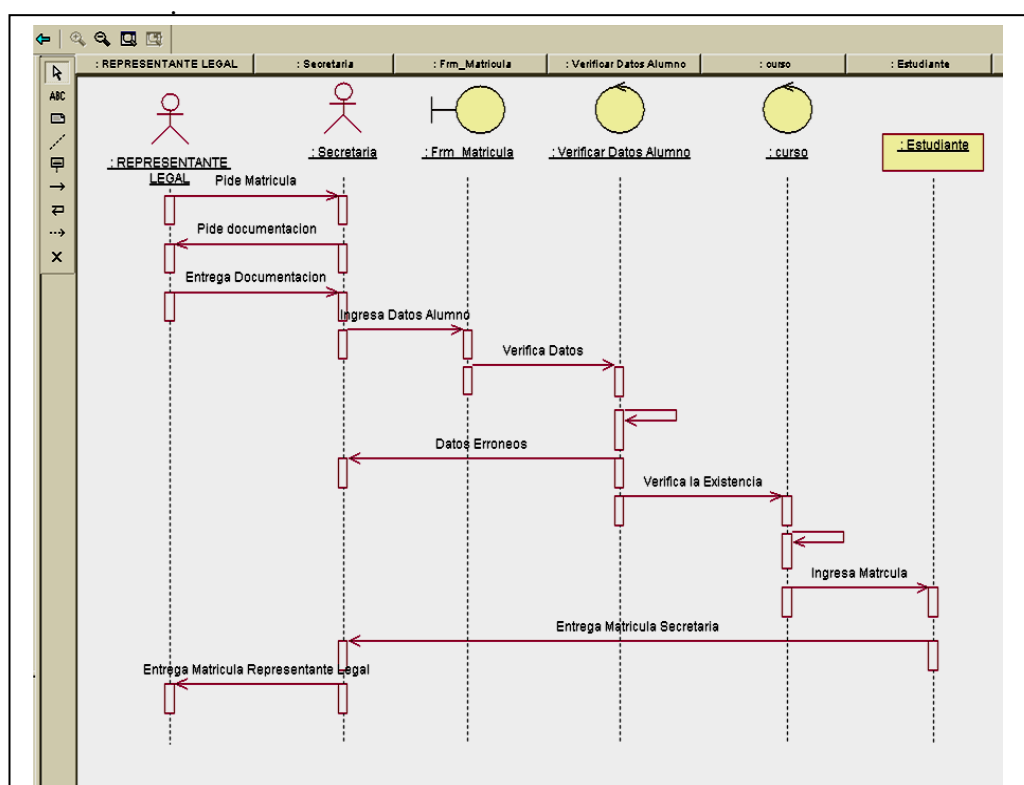 : REPRESENTANTE LEGAL
: Secretaria
: Frm_Matricula
: Verificar Datos Alumno
: curso
: Estudiante
ABC
: REPRESENTANTE
LEGAL
: Secretaria
: Frm_Matricula
: Verificar Datos Alumno
: curso
: Estudiante
Pide Matricula
Pide documentacion
Entrega Documentacion
Ingresa Datos Alumno
Verifica Datos
Datos Erroneos
Verifica la Existencia
Ingresa Matrcula
Entrega Matricula Secretaria
Entrega Matricula Representante Legal